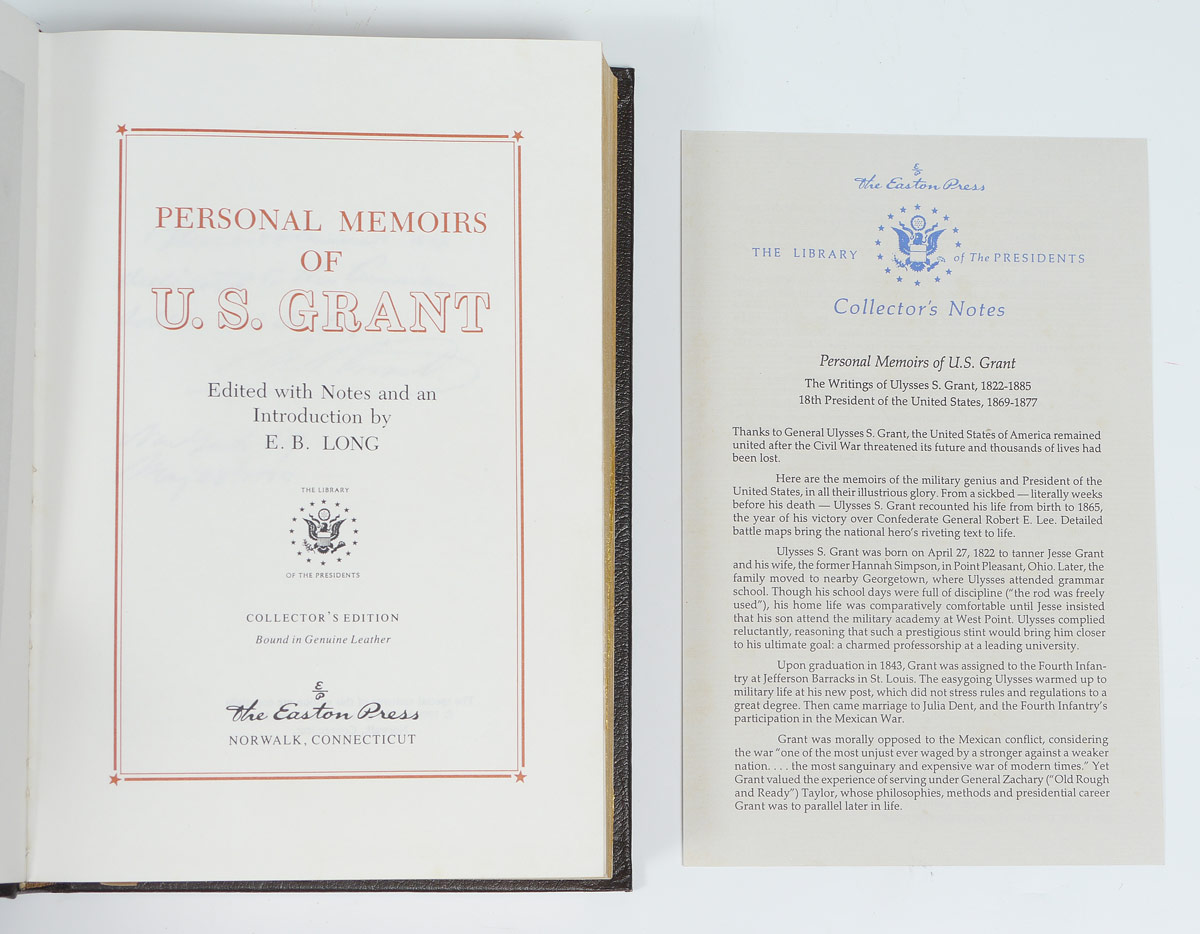 PERSONAL MEMOIRS
OF
U. S. GRANT
Edited with Notes and an
Introduction by
E. B. LONG
THE LIBRARY
OF THE PRESIDENTS
COLLECTOR'S EDITION
Bound in Genuine Leather
E/P
The Easton Press
NORWALK, CONNECTICUT
E/P
The Easton Press
THE LIBRARY of The PRESIDENTS
Collector's Notes
Personal Memoirs of U.S. Grant
The Writings of Ulysses S. Grant, 1822-1885
18th President of the United States, 1869-1877
Thanks to General Ulysses S. Grant, the United States of America remained
united after the Civil War threatened its future and thousands of lives had
been lost.
Here are the memoirs of the military genius and President of the
United States, in all their illustrious glory. From a sickbed — literally weeks
before his death — Ulysses S. Grant recounted his life from birth to 1865,
the year of his victory over Confederate General Robert E. Lee. Detailed
battle maps bring the national hero's riveting text to life.
Ulysses S. Grant was born on April 27, 1822 to tanner Jesse Grant
and his wife, the former Hannah Simpson, in Point Pleasant, Ohio. Later, the
family moved to nearby Georgetown, where Ulysses attended grammar
school. Though his school days were full of discipline ("the rod was freely
used"), his home life was comparatively comfortable until Jesse insisted
that his son attend the military academy at West Point. Ulysses complied
reluctantly, reasoning that such a prestigious stint would bring him closer
to his ultimate goal: a charmed professorship at a leading university.
Upon graduation in 1843, Grant was assigned to the Fourth Infan-
try at Jefferson Barracks in St. Louis. The easygoing Ulysses warmed up to
military life at his new post, which did not stress rules and regulations to a
great degree. Then came marriage to Julia Dent, and the Fourth Infantry's
participation in the Mexican War.
Grant was morally opposed to the Mexican conflict, considering
the war "one of the most unjust ever waged by a stronger against a weaker
nation. . . . the most sanguinary and expensive war of modern times." Yet
Grant valued the experience of serving under General Zachary ("Old Rough
and Ready") Taylor, whose philosophies, methods and presidential career
Grant was to parallel later in life.